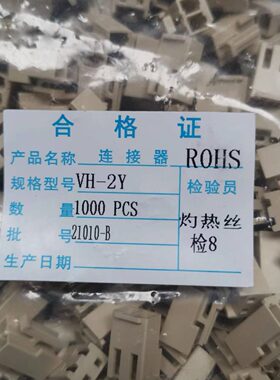 合格证
产品名称 连接器 ROHS
规格型号 VH-2Y 检验员
数量 1000 PCS 灼热丝
批号 21010-B 检8
生产日期